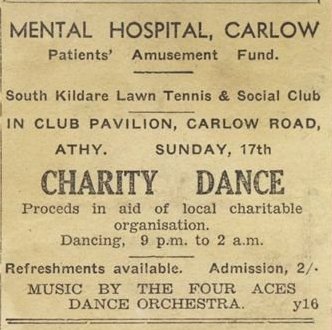 MENTAL HOSPITAL, CARLOW
Patients' Amusement Fund.
South Kildare Lawn Tennis & Social Club
IN CLUB PAVILION, CARLOW ROAD,
ATHY. SUNDAY, 17th
CHARITY DANCE
Proceds in aid of local charitable
organisation.
Dancing, 9 p.m. to 2 a.m.
Refreshments available. Admission, 2/-
MUSIC BY THE FOUR ACES
DANCE ORCHESTRA. y16